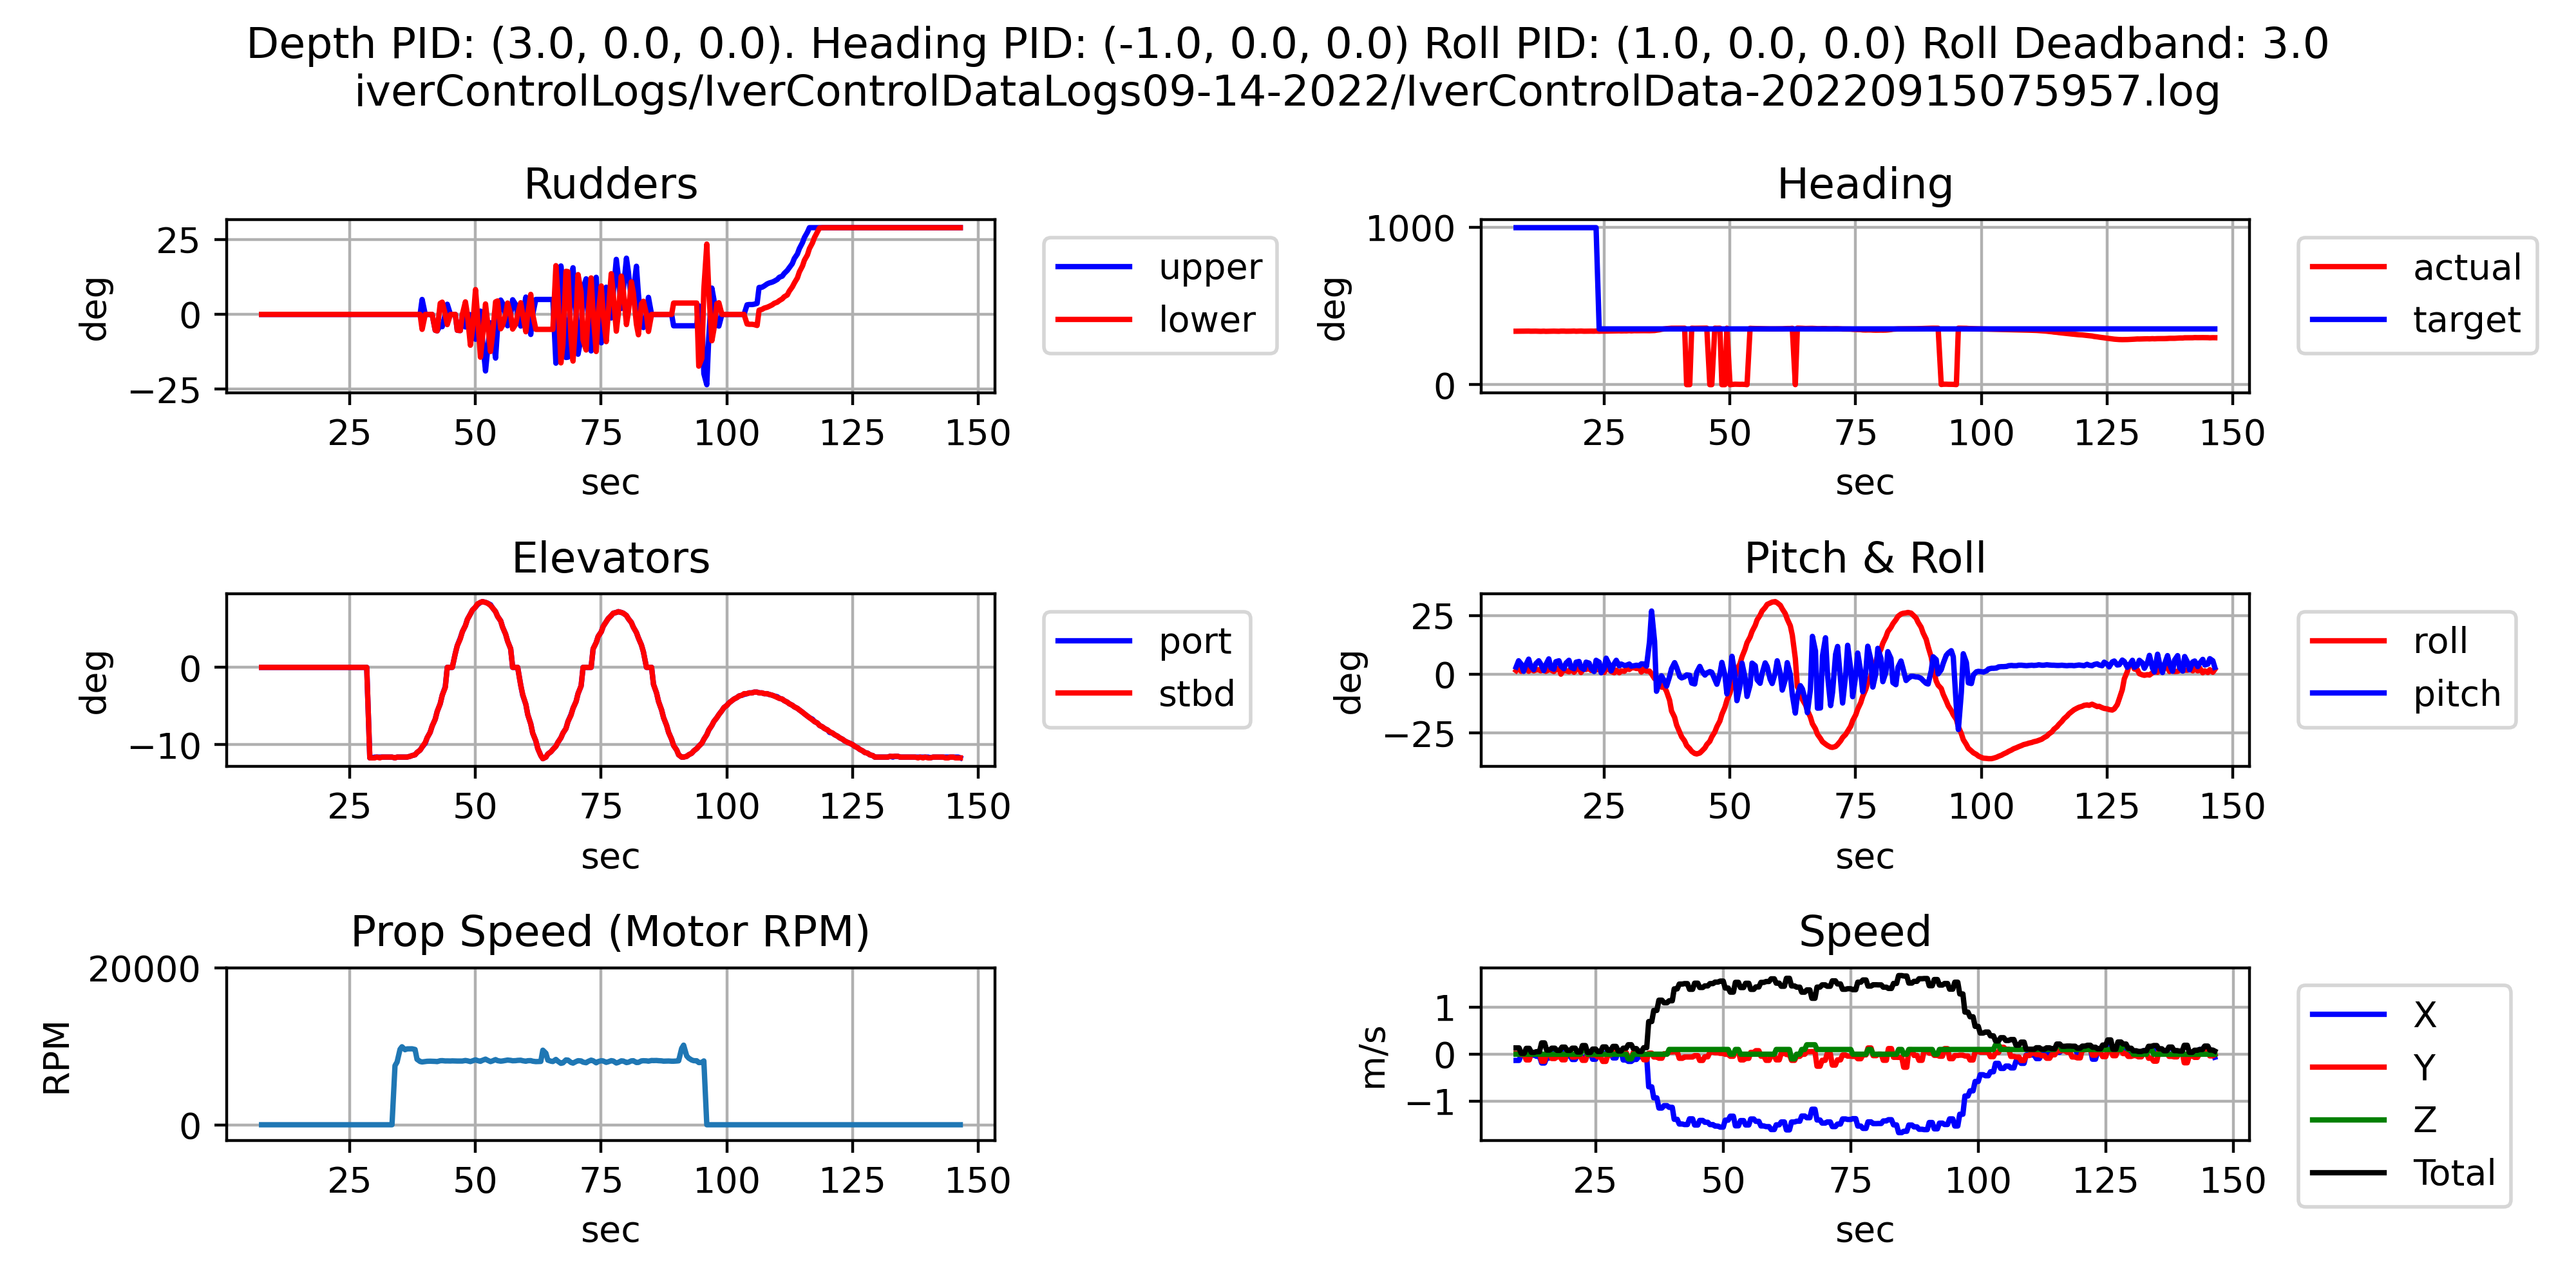 Depth PID: (3.0, 0.0, 0.0). Heading PID: (-1.0, 0.0, 0.0) Roll PID: (1.0, 0.0, 0.0) Roll Deadband: 3.0
iverControlLogs/IverControlDataLogs09-14-2022/IverControlData-20220915075957.log
Rudders
25
0
−25
deg
25 50 75 100 125 150
sec
upper
lower
Heading
1000
0
deg
25 50 75 100 125 150
sec
actual
target
Elevators
0
−10
deg
25 50 75 100 125 150
sec
port
stbd
Pitch & Roll
25
0
−25
deg
25 50 75 100 125 150
sec
roll
pitch
Prop Speed (Motor RPM)
20000
0
RPM
25 50 75 100 125 150
sec
Speed
1
0
−1
m/s
25 50 75 100 125 150
sec
X
Y
Z
Total